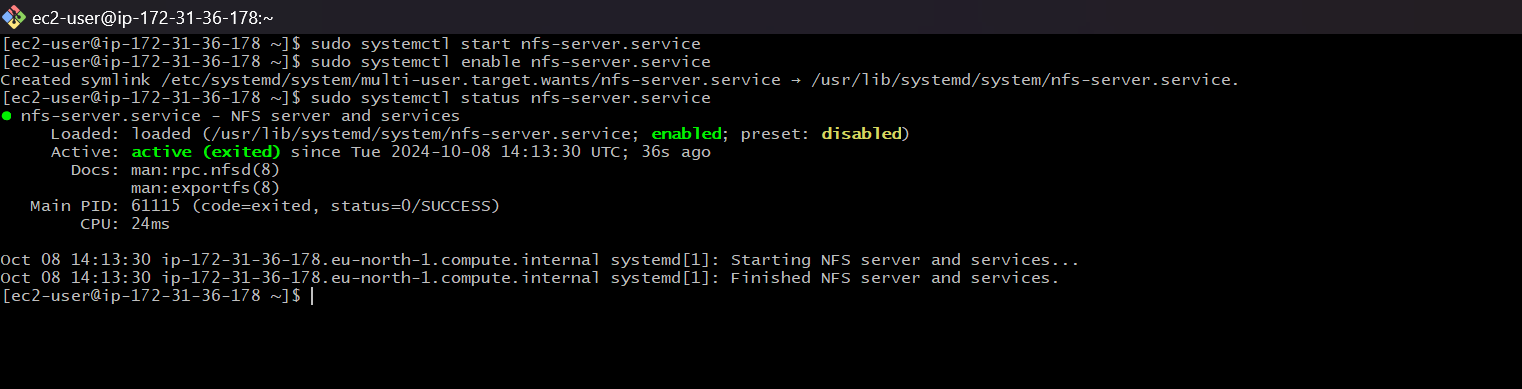 ec2-user@ip-172-31-36-178:~
[ec2-user@ip-172-31-36-178 ~]$ sudo systemctl start nfs-server.service
[ec2-user@ip-172-31-36-178 ~]$ sudo systemctl enable nfs-server.service
Created symlink /etc/systemd/system/multi-user.target.wants/nfs-server.service → /usr/lib/systemd/system/nfs-server.service.
[ec2-user@ip-172-31-36-178 ~]$ sudo systemctl status nfs-server.service
● nfs-server.service - NFS server and services
     Loaded: loaded (/usr/lib/systemd/system/nfs-server.service; enabled; preset: disabled)
     Active: active (exited) since Tue 2024-10-08 14:13:30 UTC; 36s ago
       Docs: man:rpc.nfsd(8)
             man:exportfs(8)
   Main PID: 61115 (code=exited, status=0/SUCCESS)
        CPU: 24ms

Oct 08 14:13:30 ip-172-31-36-178.eu-north-1.compute.internal systemd[1]: Starting NFS server and services...
Oct 08 14:13:30 ip-172-31-36-178.eu-north-1.compute.internal systemd[1]: Finished NFS server and services.
[ec2-user@ip-172-31-36-178 ~]$